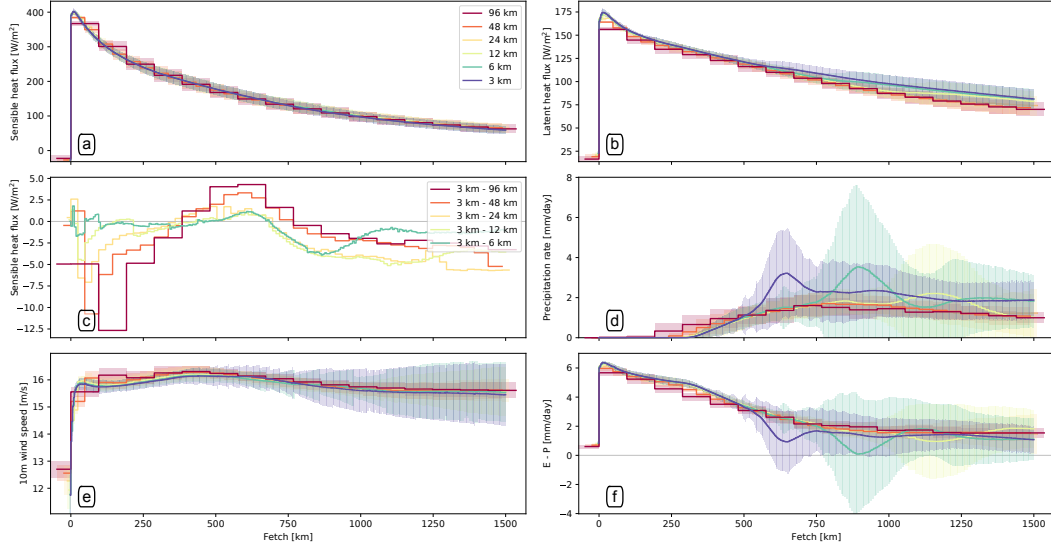 Sensible heat flux [W/m²]
400
300
200
100
0
a
96 km
48 km
24 km
12 km
6 km
3 km
Latent heat flux [W/m²]
175
150
125
100
75
50
25
b
Sensible heat flux [W/m²]
5.0
2.5
0.0
−2.5
−5.0
−7.5
−10.0
−12.5
c
3 km - 96 km
3 km - 48 km
3 km - 24 km
3 km - 12 km
3 km - 6 km
Precipitation rate [mm/day]
8
6
4
2
0
d
10m wind speed [m/s]
16
15
14
13
12
e
0
250
500
750
1000
1250
1500
Fetch [km]
E - P [mm/day]
6
4
2
0
−2
−4
f
0
250
500
750
1000
1250
1500
Fetch [km]